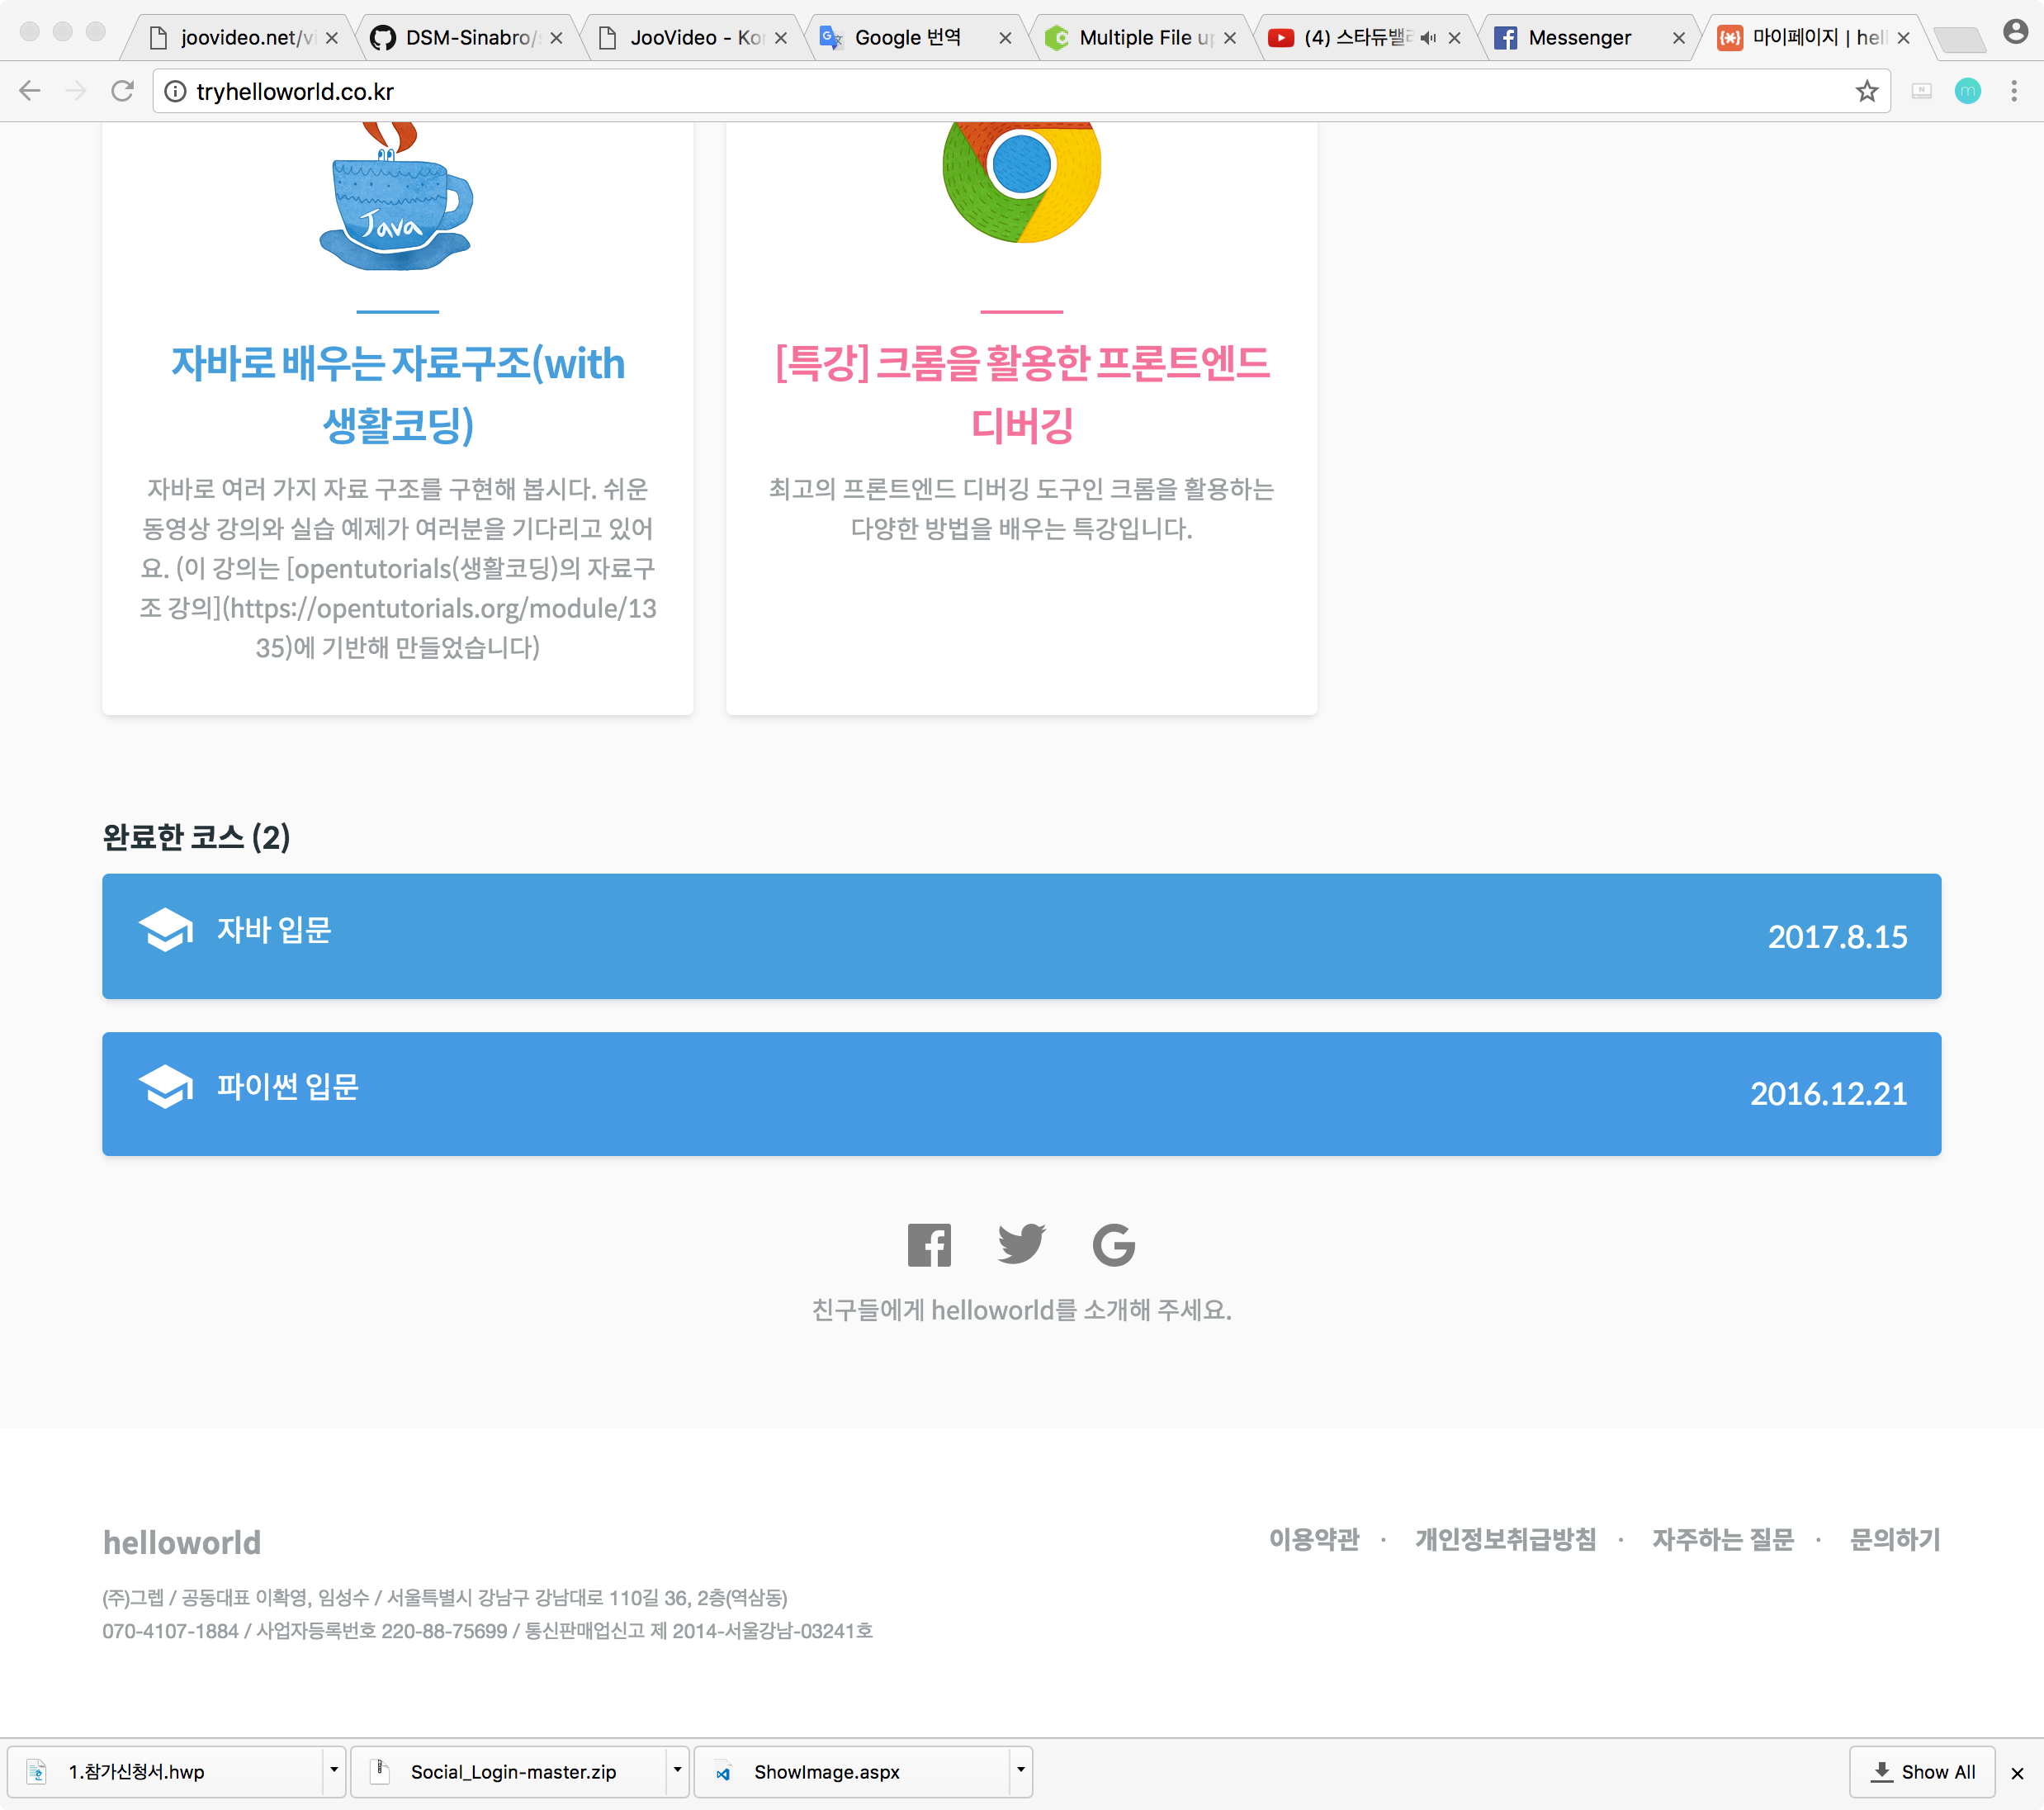 joovideo.net/vi
DSM-Sinabro/s
JooVideo - Kor
Google 번역
Multiple File up
(4) 스타듀밸
Messenger
마이페이지 | hell
tryhelloworld.co.kr
Java
자바로 배우는 자료구조(with
생활코딩)
자바로 여러 가지 자료 구조를 구현해 봅시다. 쉬운
동영상 강의와 실습 예제가 여러분을 기다리고 있어
요. (이 강의는 [opentutorials(생활코딩)의 자료구
조 강의](https://opentutorials.org/module/13
35)에 기반해 만들었습니다)
[특강] 크롬을 활용한 프론트엔드
디버깅
최고의 프론트엔드 디버깅 도구인 크롬을 활용하는
다양한 방법을 배우는 특강입니다.
완료한 코스 (2)
자바 입문 2017.8.15
파이썬 입문 2016.12.21
친구들에게 helloworld를 소개해 주세요.
helloworld
이용약관 · 개인정보취급방침 · 자주하는 질문 · 문의하기
(주)그렙 / 공동대표 이확영, 임성수 / 서울특별시 강남구 강남대로 110길 36, 2층(역삼동)
070-4107-1884 / 사업자등록번호 220-88-75699 / 통신판매업신고 제 2014-서울강남-03241호
1.참가신청서.hwp
Social_Login-master.zip
ShowImage.aspx
Show All